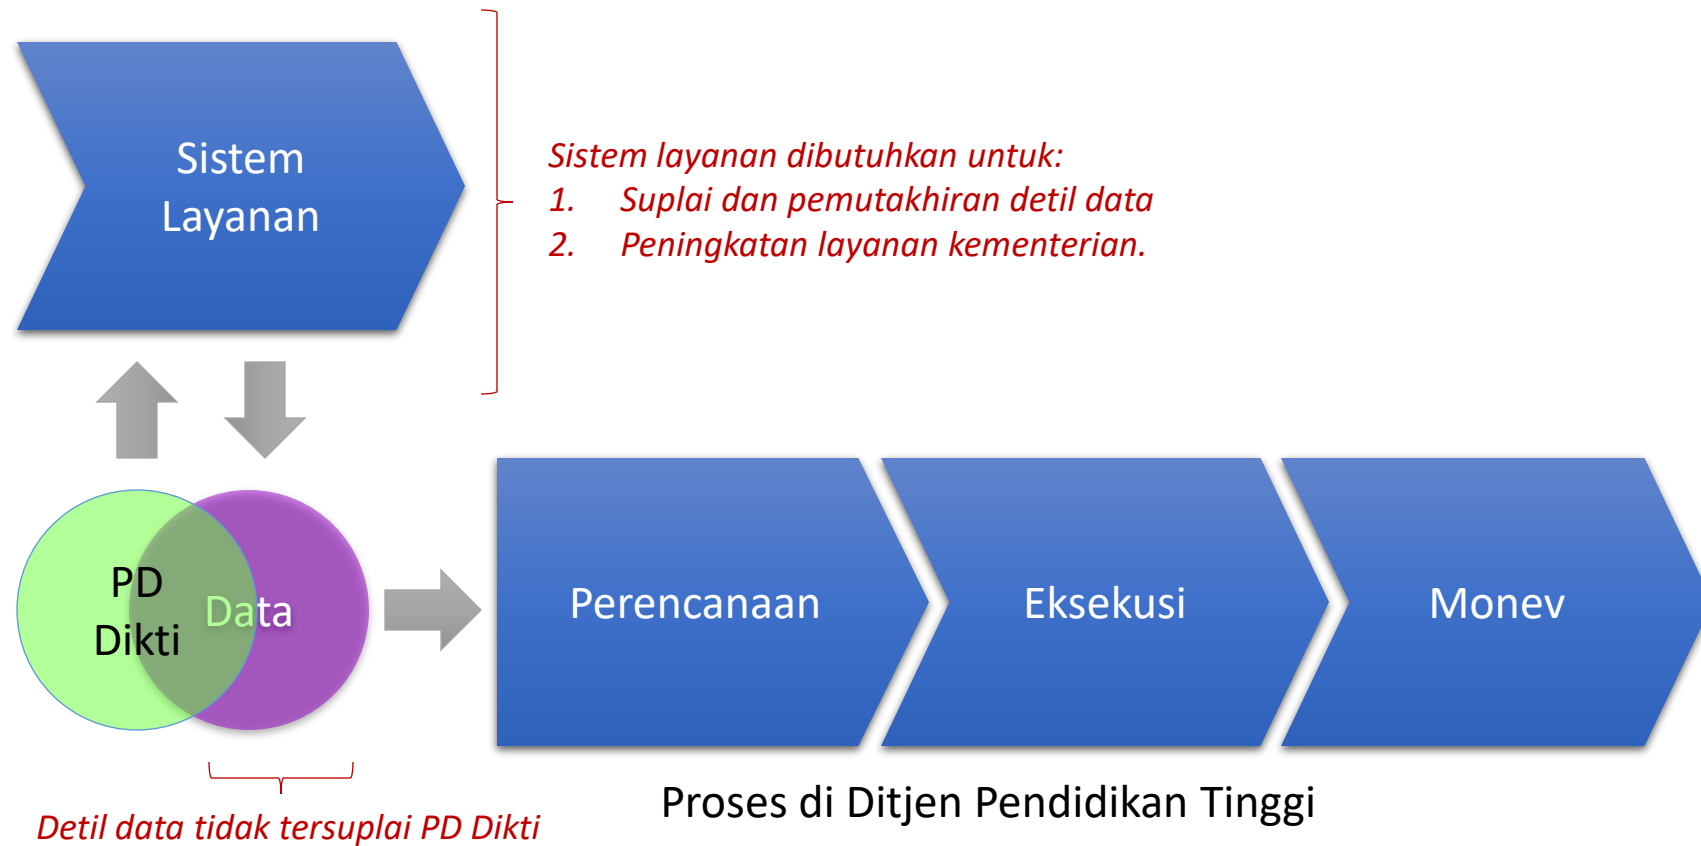 Sistem
Layanan
Sistem layanan dibutuhkan untuk:
1. Suplai dan pemutakhiran detil data
2. Peningkatan layanan kementerian.
PD
Dikti
Data
Perencanaan
Eksekusi
Monev
Proses di Ditjen Pendidikan Tinggi
Detil data tidak tersuplai PD Dikti